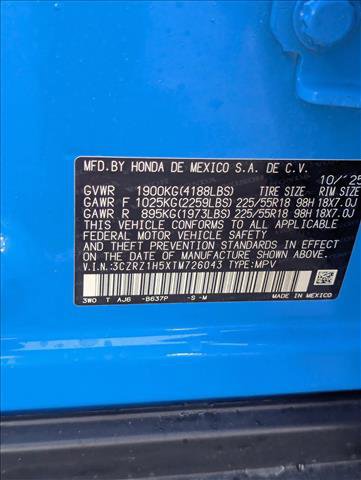 MFD.BY HONDA DE MEXICO S.A. DE C.V.
10/'25
GVWR 1900KG(4188LBS) TIRE SIZE RIM SIZE
GAWR F 1025KG(2259LBS) 225/55R18 98H 18X7.0J
GAWR R 895KG(1973LBS) 225/55R18 98H 18X7.0J
THIS VEHICLE CONFORMS TO ALL APPLICABLE
FEDERAL MOTOR VEHICLE SAFETY, BUMPER,
AND THEFT PREVENTION STANDARDS IN EFFECT
ON THE DATE OF MANUFACTURE SHOWN ABOVE.
V.I.N.:3CZRZ1H5XTM726043 TYPE:MPV
3W0 T AJ6 -B637P -S -M